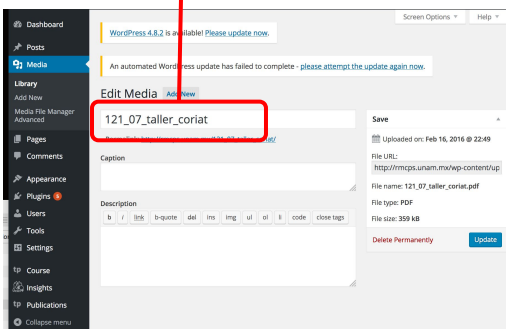 Screen Options
Help
Dashboard
Posts
Media
Library
Add New
Media File Manager
Advanced
Pages
Comments
Appearance
Plugins
Users
Tools
Settings
tp Course
Insights
tp Publications
Collapse menu
WordPress 4.8.2 is available! Please update now.
An automated WordPress update has failed to complete - please attempt the update again now.
Edit Media Add New
121_07_taller_coriat
Caption
Description
b i link b-quote del ins img ul ol li code close tags
Save
Uploaded on: Feb 16, 2016 @ 22:49
File URL:
http://rmcps.unam.mx/wp-content/up
File name: 121_07_taller_coriat.pdf
File type: PDF
File size: 359 kB
Delete Permanently
Update